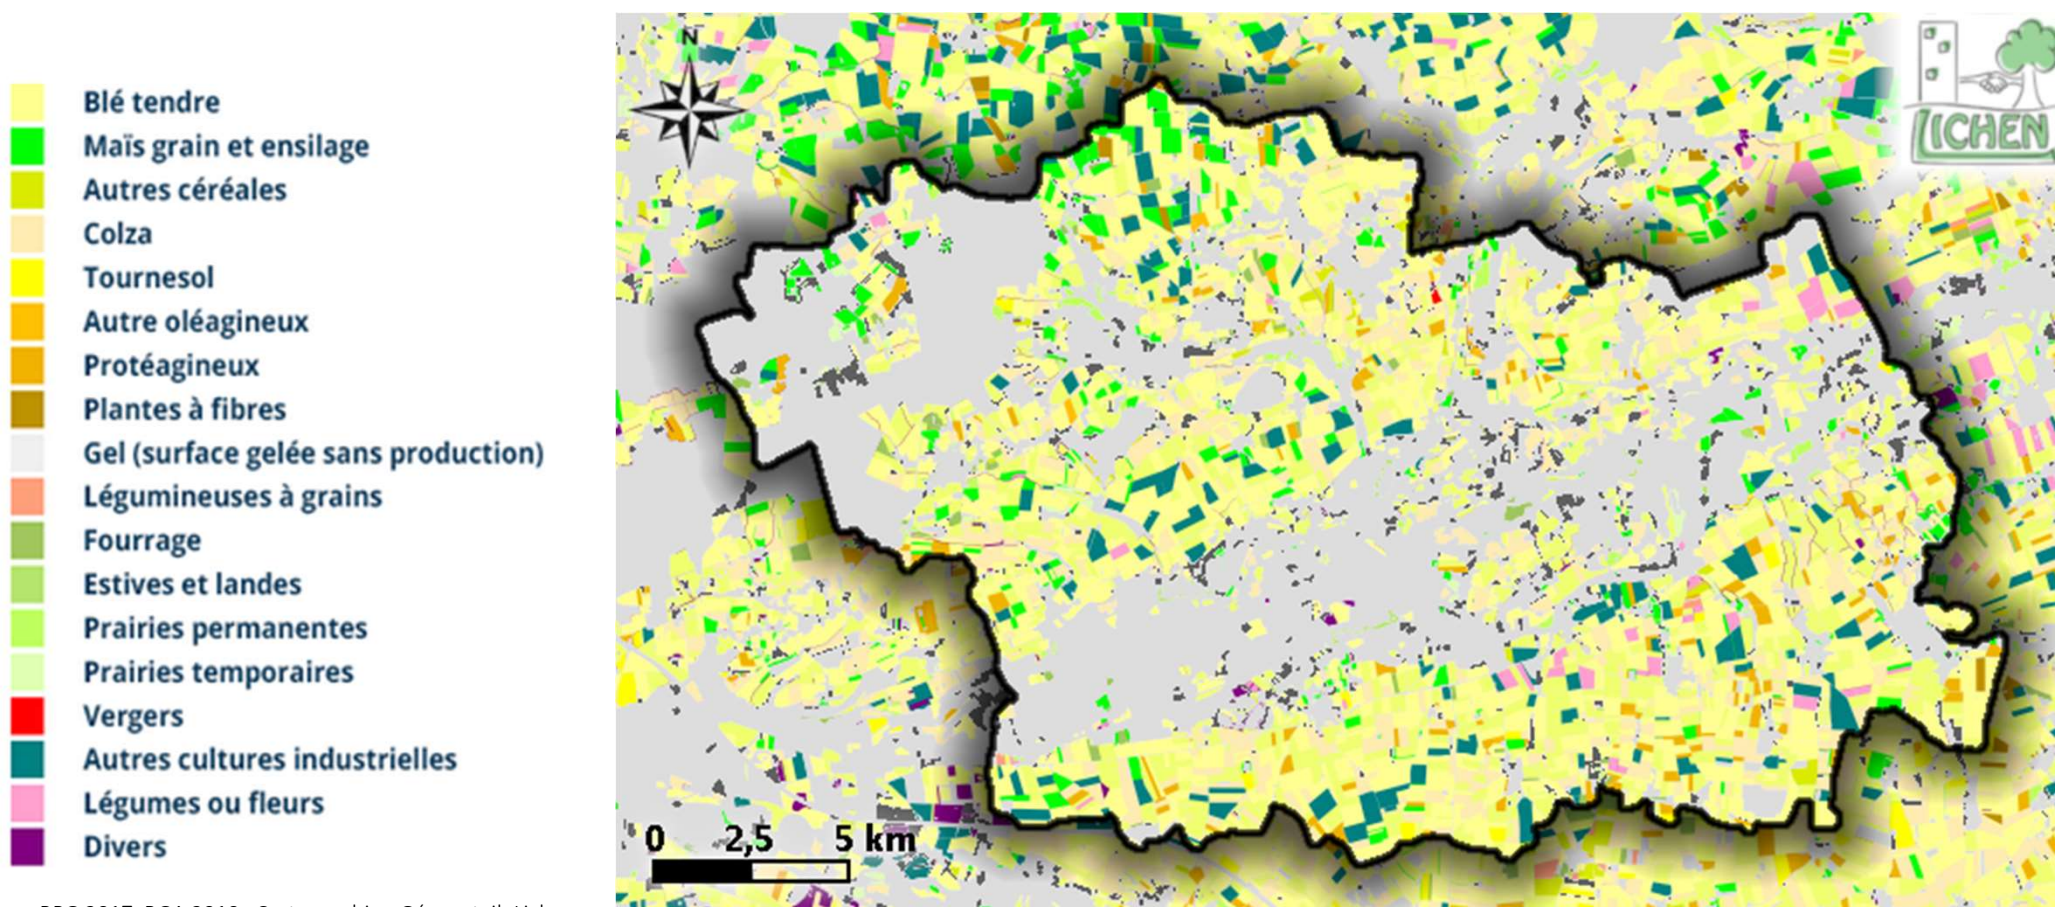 Blé tendre
Maïs grain et ensilage
Autres céréales
Colza
Tournesol
Autre oléagineux
Protéagineux
Plantes à fibres
Gel (surface gelée sans production)
Légumineuses à grains
Fourrage
Estives et landes
Prairies permanentes
Prairies temporaires
Vergers
Autres cultures industrielles
Légumes ou fleurs
Divers
N
LICHEN
0 2,5 5 km